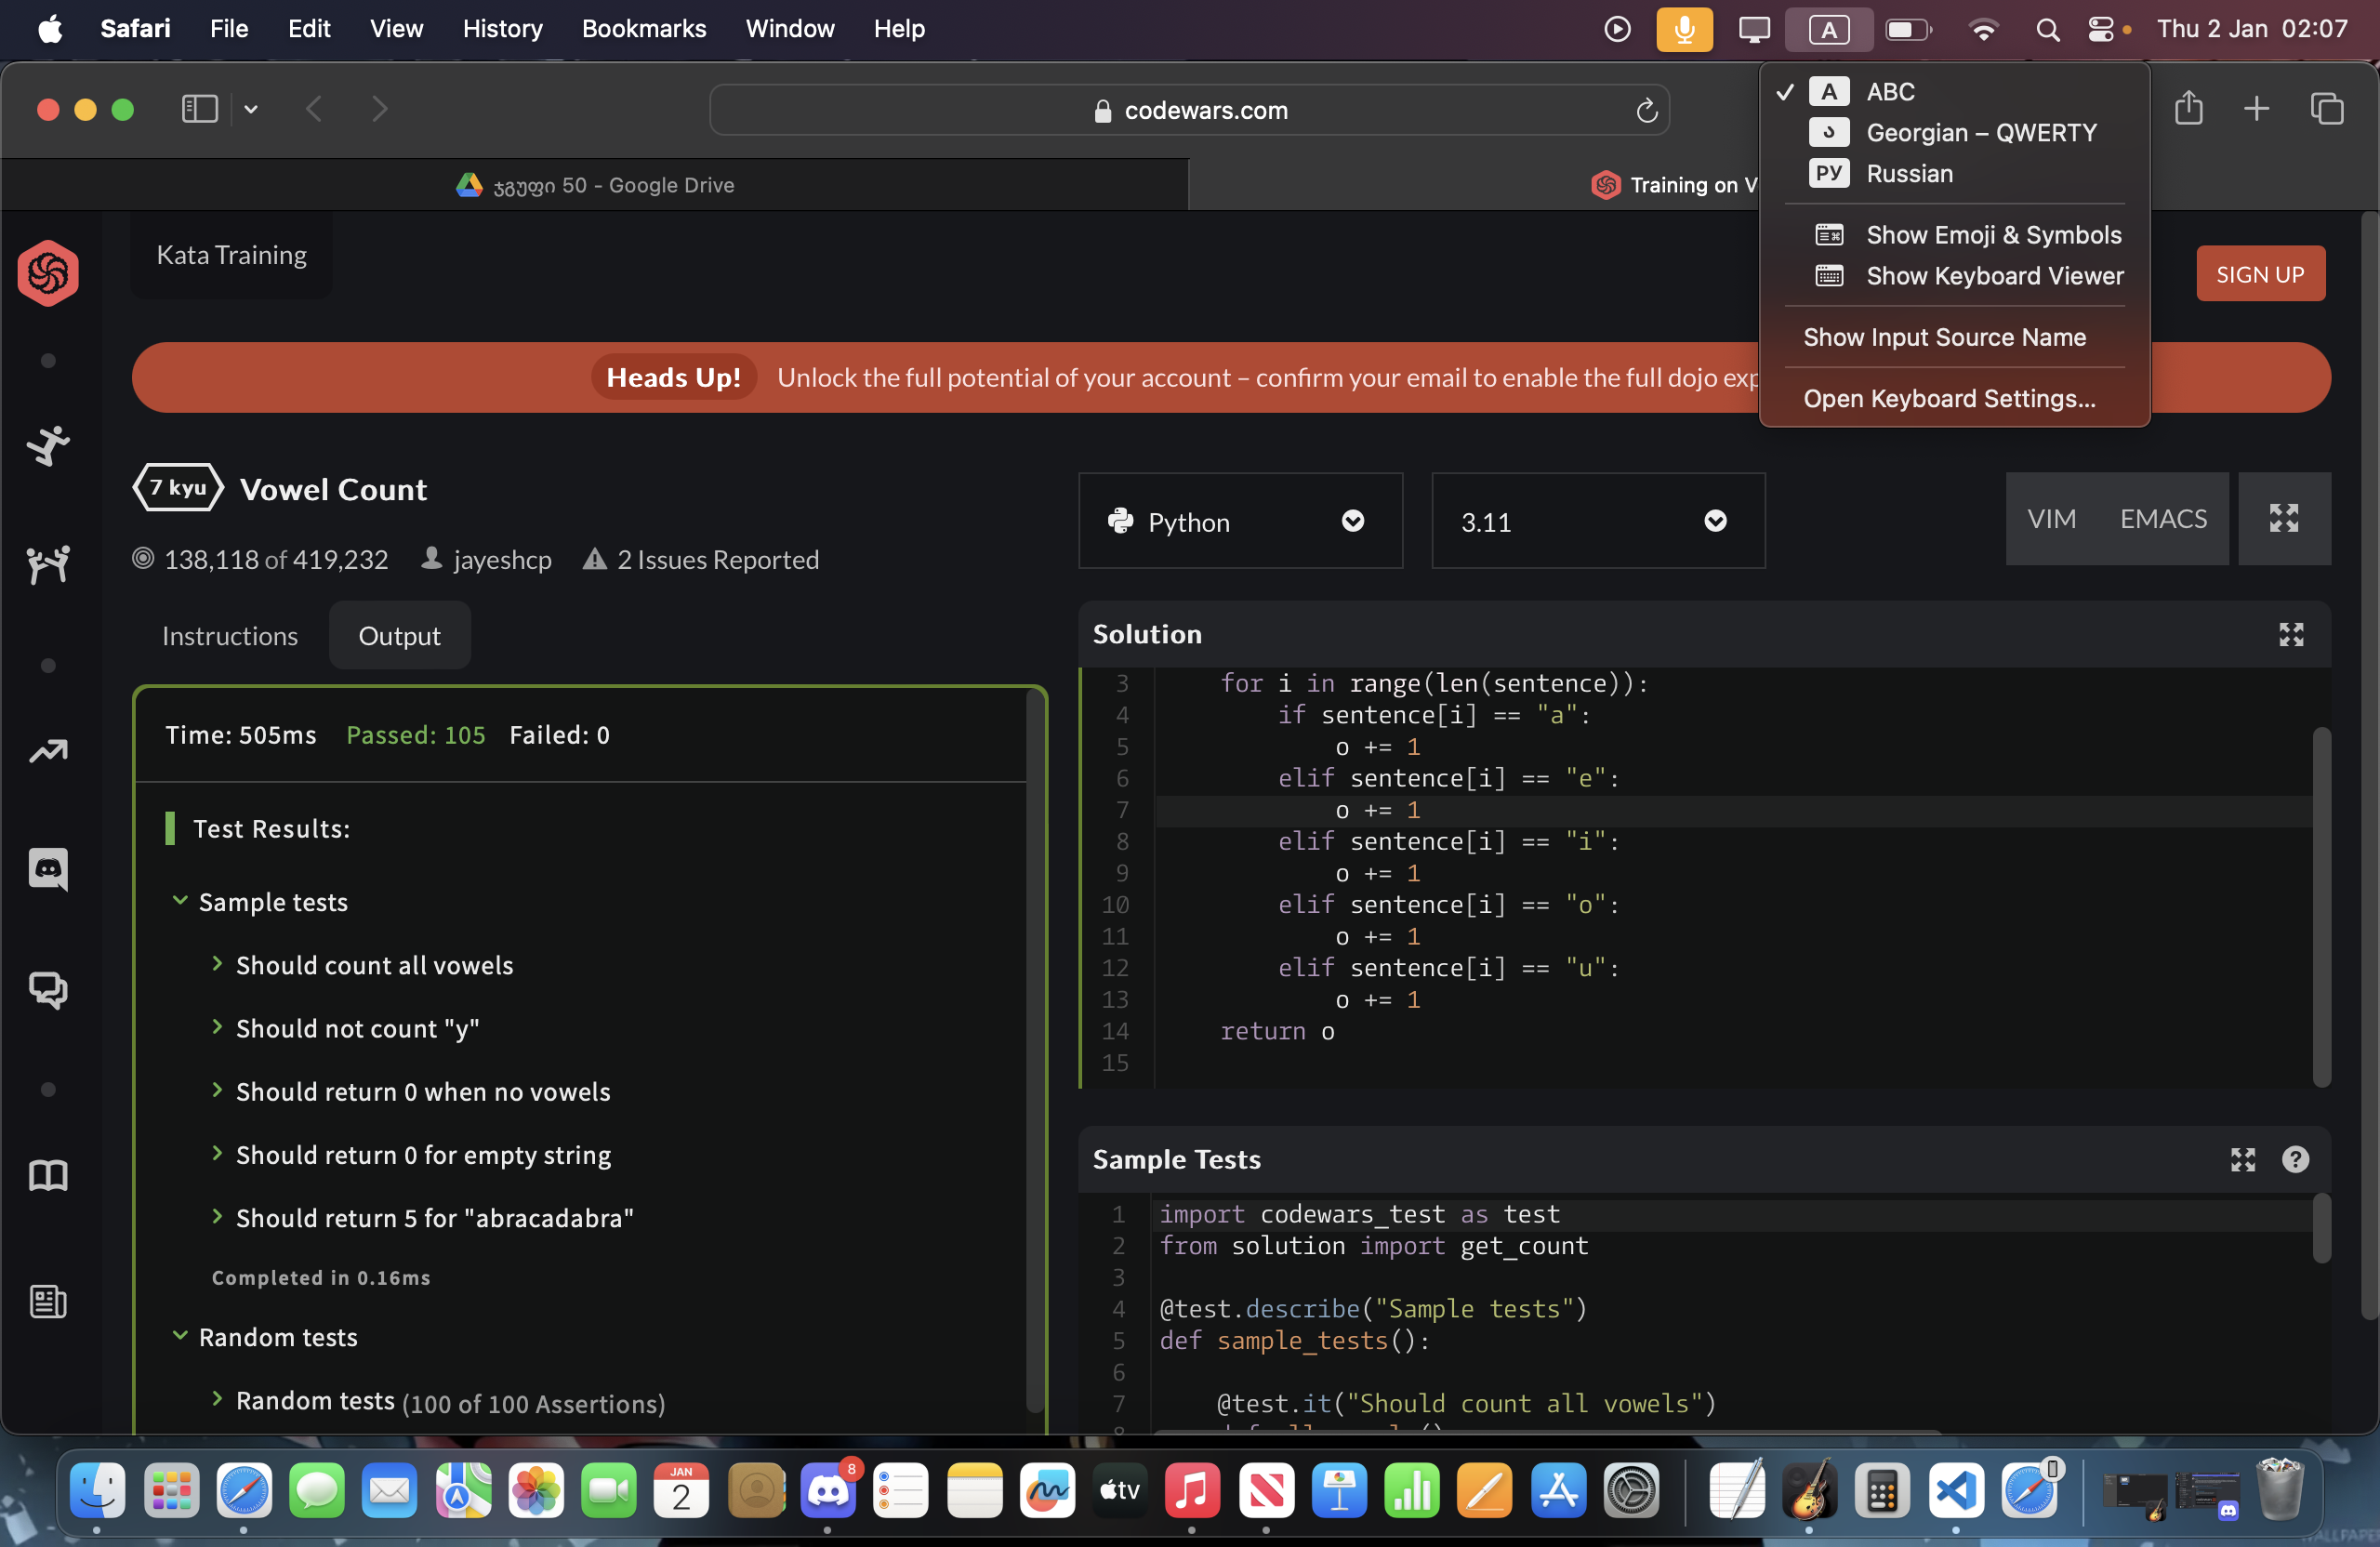 Safari File Edit View History Bookmarks Window Help
A
Thu 2 Jan 02:07
codewars.com
A ABC
ა Georgian – QWERTY
РУ Russian
Show Emoji & Symbols
Show Keyboard Viewer
Show Input Source Name
Open Keyboard Settings...
ჯგუფი 50 - Google Drive
Training on V
Kata Training
SIGN UP
Heads Up! Unlock the full potential of your account – confirm your email to enable the full dojo exp
7 kyu Vowel Count
138,118 of 419,232 jayeshcp 2 Issues Reported
Python
3.11
VIM EMACS
Instructions Output
Time: 505ms Passed: 105 Failed: 0
Test Results:
Sample tests
Should count all vowels
Should not count "y"
Should return 0 when no vowels
Should return 0 for empty string
Should return 5 for "abracadabra"
Completed in 0.16ms
Random tests
Random tests (100 of 100 Assertions)
Solution
3 for i in range(len(sentence)):
4 if sentence[i] == "a":
5 o += 1
6 elif sentence[i] == "e":
7 o += 1
8 elif sentence[i] == "i":
9 o += 1
10 elif sentence[i] == "o":
11 o += 1
12 elif sentence[i] == "u":
13 o += 1
14 return o
15
Sample Tests
1 import codewars_test as test
2 from solution import get_count
3
4 @test.describe("Sample tests")
5 def sample_tests():
6
7 @test.it("Should count all vowels")
JAN
2
8
tv